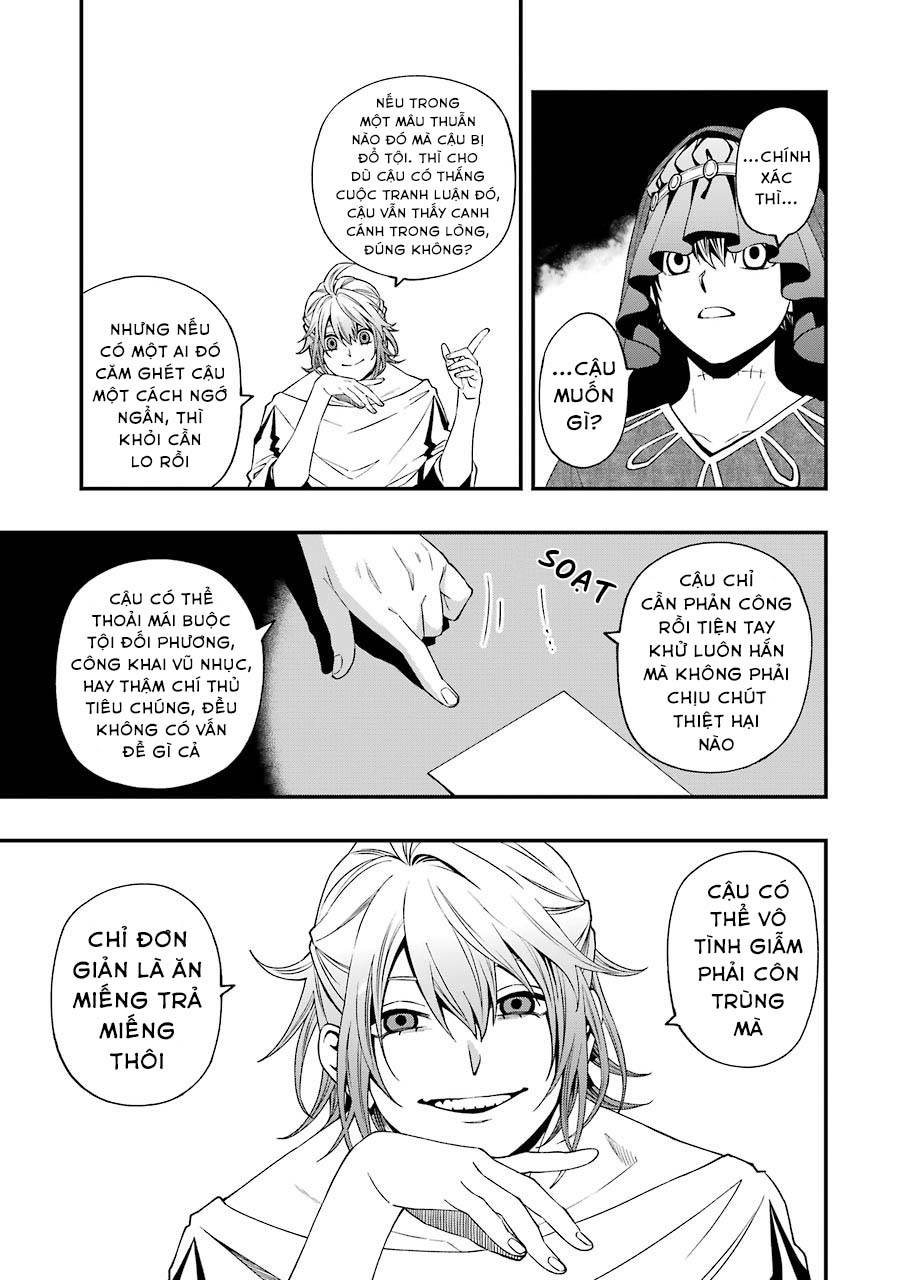 ...CHÍNH
XÁC
THÌ...
...CẬU
MUỐN
GÌ?
NẾU TRONG
MỘT MÂU THUẪN
NÀO ĐÓ MÀ CẬU BỊ
ĐỔ TỘI. THÌ CHO
DÙ CẬU CÓ THẮNG
CUỘC TRANH LUẬN ĐÓ,
CẬU VẪN THẤY CANH
CÁNH TRONG LÒNG,
ĐÚNG KHÔNG?
NHƯNG NẾU
CÓ MỘT AI ĐÓ
CĂM GHÉT CẬU
MỘT CÁCH NGỚ
NGẨN, THÌ
KHỎI CẦN
LO RỒI
CẬU CHỈ
CẦN PHẢN CÔNG
RỒI TIỆN TAY
KHỬ LUÔN HẮN
MÀ KHÔNG PHẢI
CHỊU CHÚT
THIỆT HẠI
NÀO
SOẠT
CẬU CÓ THỂ
THOẢI MÁI BUỘC
TỘI ĐỐI PHƯƠNG,
CÔNG KHAI VŨ NHỤC,
HAY THẬM CHÍ THỦ
TIÊU CHÚNG, ĐỀU
KHÔNG CÓ VẤN
ĐỀ GÌ CẢ
CẬU CÓ
THỂ VÔ
TÌNH GIẪM
PHẢI CÔN
TRÙNG
MÀ
CHỈ ĐƠN
GIẢN LÀ ĂN
MIẾNG TRẢ
MIẾNG
THÔI